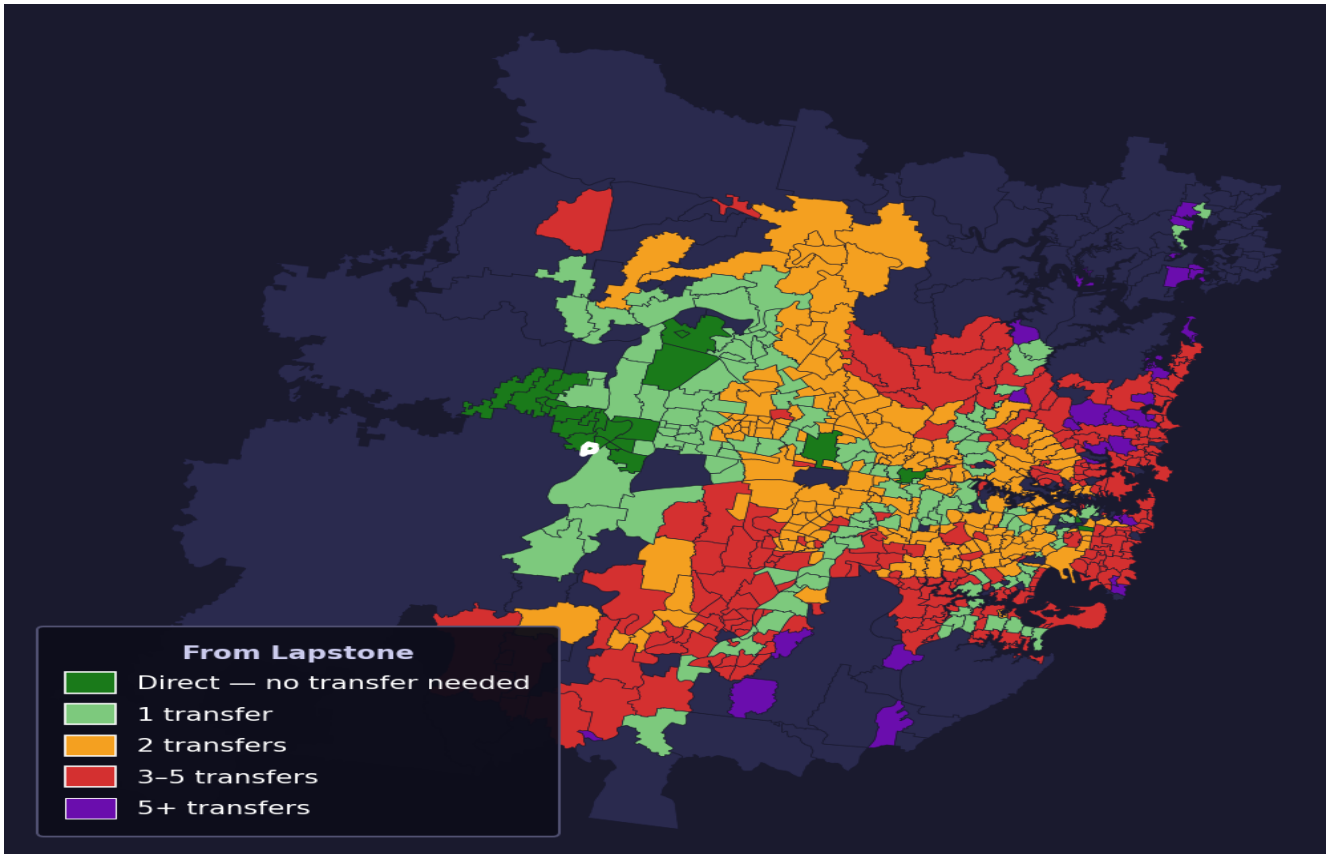 From Lapstone
Direct — no transfer needed
1 transfer
2 transfers
3–5 transfers
5+ transfers